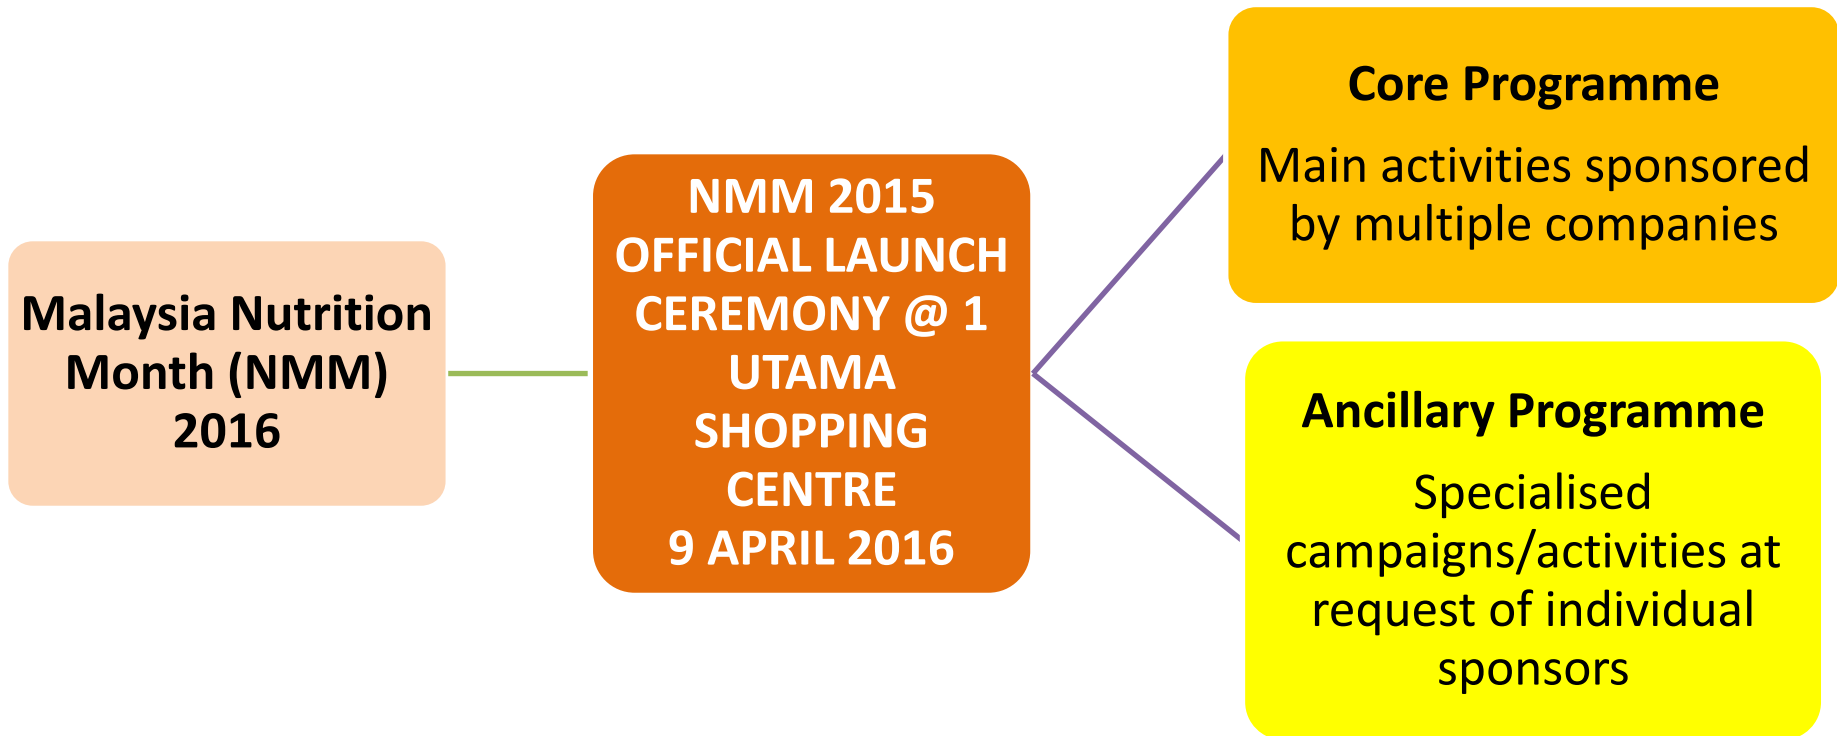 Malaysia Nutrition
Month (NMM)
2016
NMM 2015
OFFICIAL LAUNCH
CEREMONY @ 1
UTAMA
SHOPPING
CENTRE
9 APRIL 2016
Core Programme
Main activities sponsored
by multiple companies
Ancillary Programme
Specialised
campaigns/activities at
request of individual
sponsors